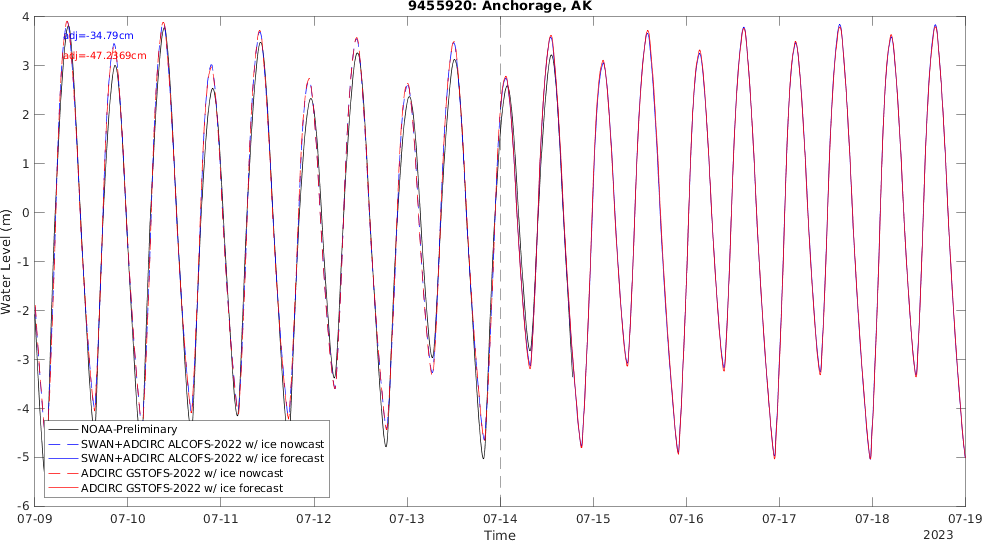 9455920: Anchorage, AK
4
adj=-34.79cm
adj=-47.2369cm
3
2
1
0
-1
-2
-3
-4
-5
-6
Water Level (m)
NOAA-Preliminary
SWAN+ADCIRC ALCOFS-2022 w/ ice nowcast
SWAN+ADCIRC ALCOFS-2022 w/ ice forecast
ADCIRC GSTOFS-2022 w/ ice nowcast
ADCIRC GSTOFS-2022 w/ ice forecast
07-09 07-10 07-11 07-12 07-13 07-14 07-15 07-16 07-17 07-18 07-19
Time
2023